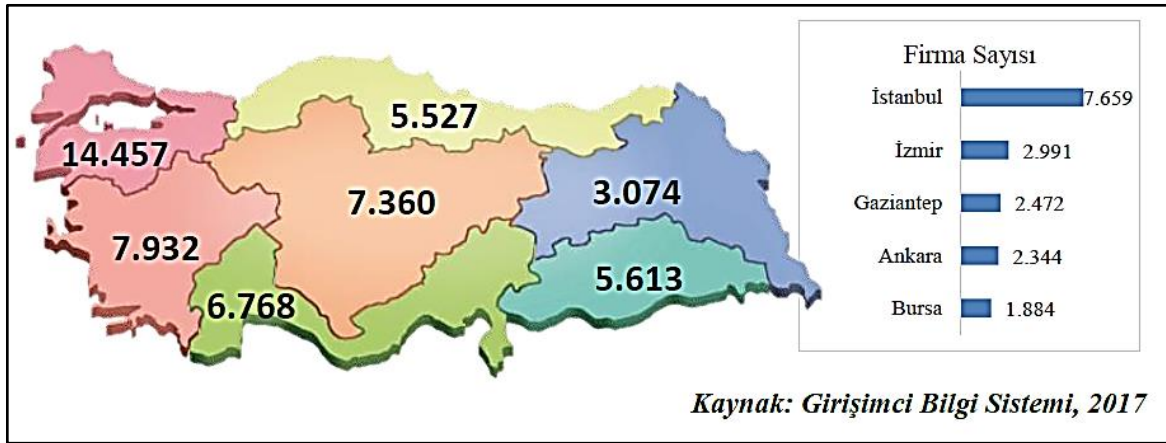 5.527
14.457
7.360
3.074
7.932
5.613
6.768
Firma Sayısı
İstanbul 7.659
İzmir 2.991
Gaziantep 2.472
Ankara 2.344
Bursa 1.884
Kaynak: Girişimci Bilgi Sistemi, 2017